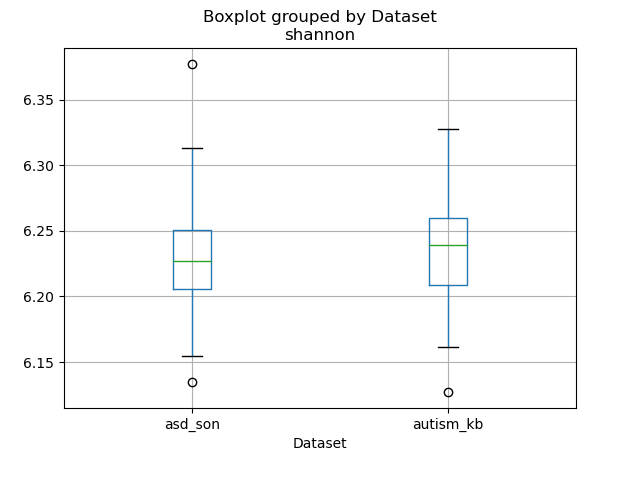 Boxplot grouped by Dataset
shannon
6.35
6.30
6.25
6.20
6.15
asd_son
autism_kb
Dataset